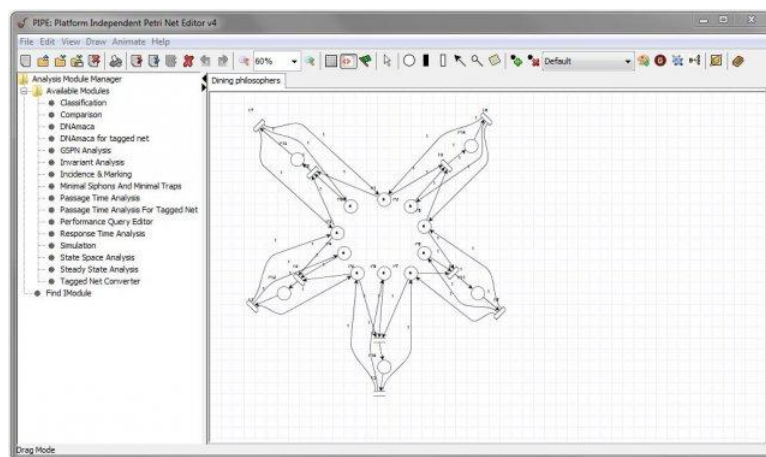 PIPE: Platform Independent Petri Net Editor v4
File Edit View Draw Animate Help
60%
Default
Analysis Module Manager
Available Modules
Classification
Comparison
DNAmaca
DNAmaca for tagged net
GSPN Analysis
Invariant Analysis
Incidence & Marking
Minimal Siphons And Minimal Traps
Passage Time Analysis
Passage Time Analysis For Tagged Net
Performance Query Editor
Response Time Analysis
Simulation
State Space Analysis
Steady State Analysis
Tagged Net Converter
Find IModule
Dining philosophers
Drag Mode